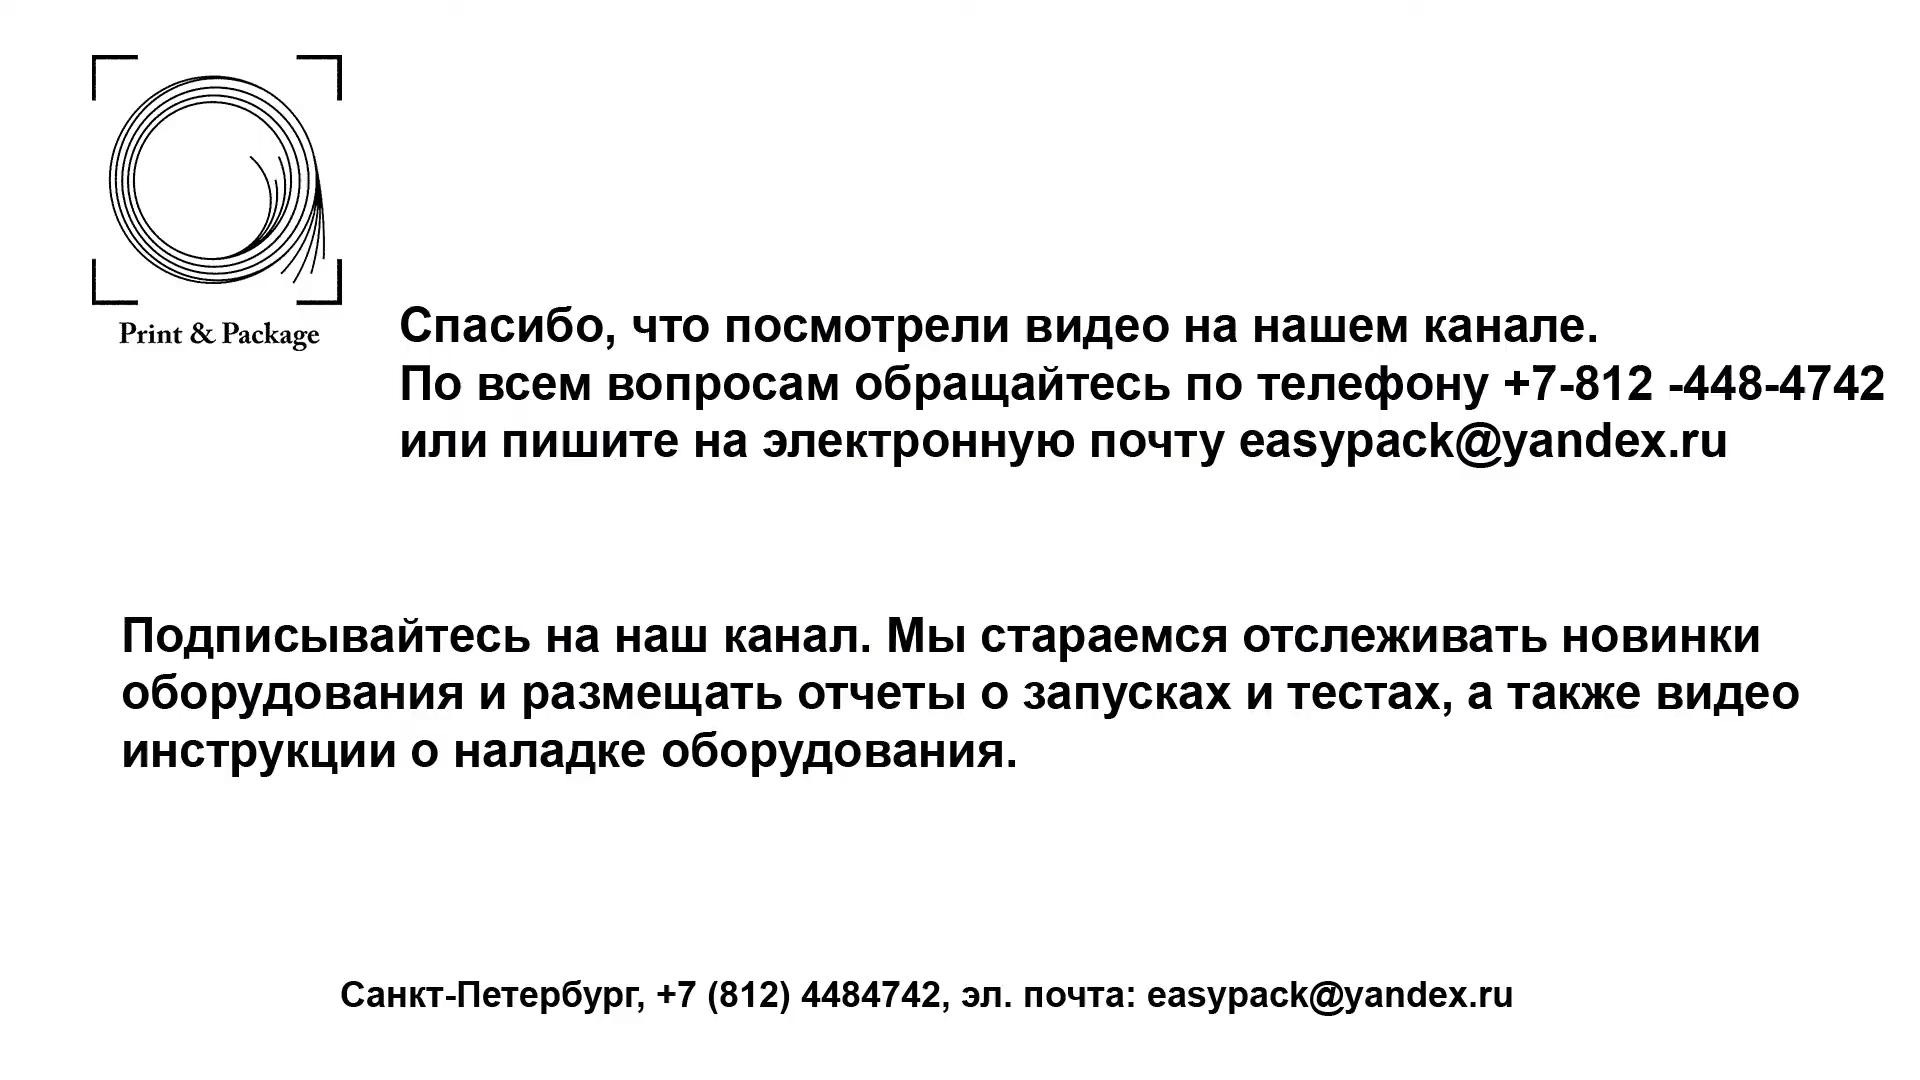 Print & Package
Спасибо, что посмотрели видео на нашем канале.
По всем вопросам обращайтесь по телефону +7-812 -448-4742
или пишите на электронную почту easypack@yandex.ru
Подписывайтесь на наш канал. Мы стараемся отслеживать новинки
оборудования и размещать отчеты о запусках и тестах, а также видео
инструкции о наладке оборудования.
Санкт-Петербург, +7 (812) 4484742, эл. почта: easypack@yandex.ru